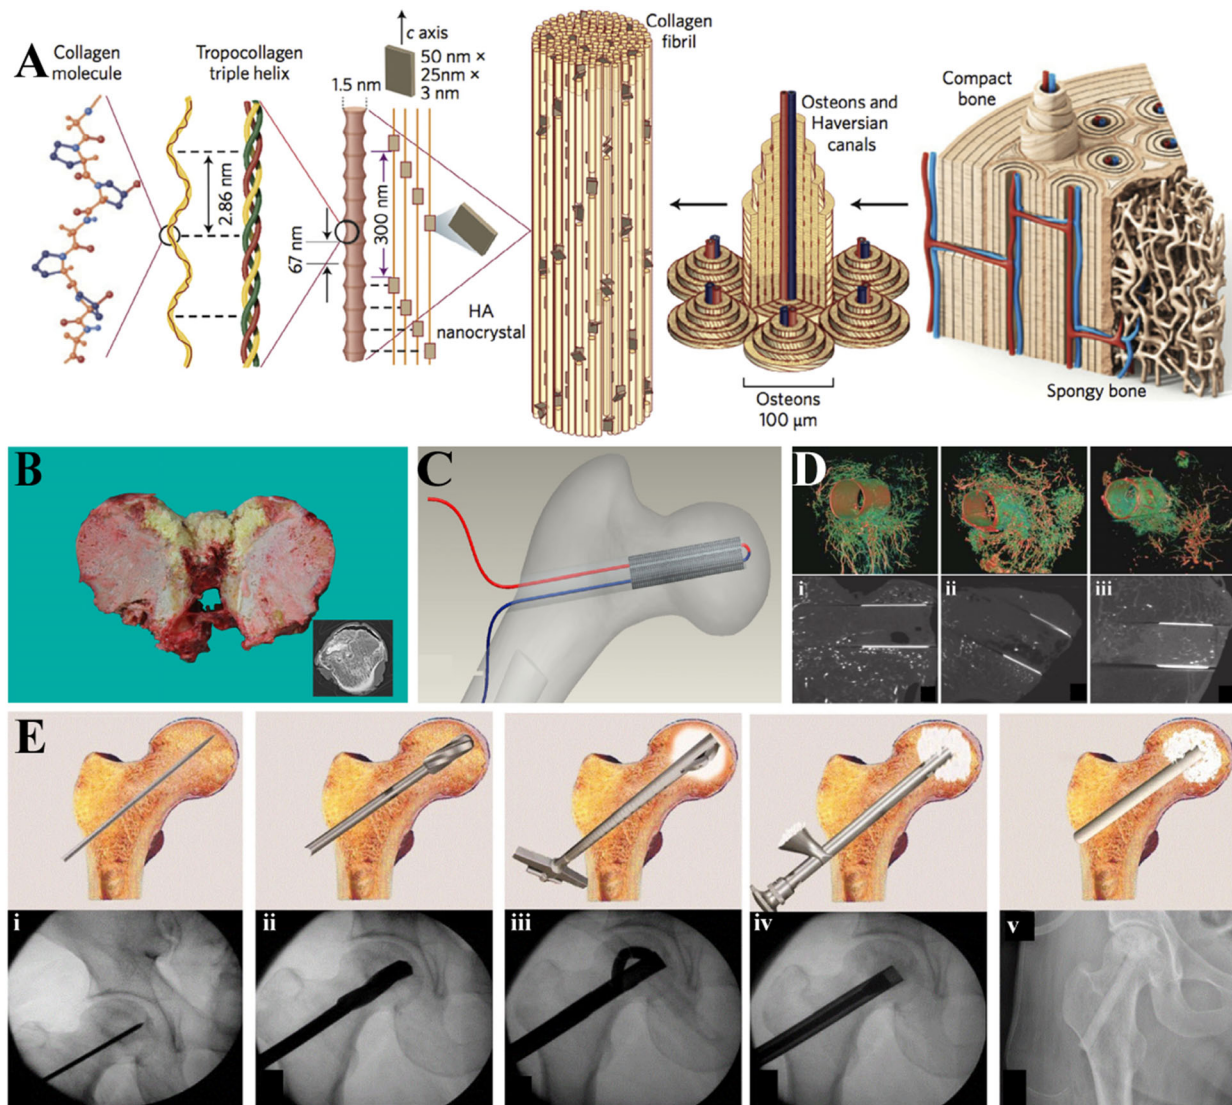 A
Collagen
molecule
2.86 nm
Tropocollagen
triple helix
c axis
50 nm ×
25nm ×
3 nm
1.5 nm
300 nm
67 nm
HA
nanocrystal
Collagen
fibril
Osteons and
Haversian
canals
Osteons
100 µm
Compact
bone
Spongy bone
B
C
D
i
ii
iii
E
i
ii
iii
iv
v